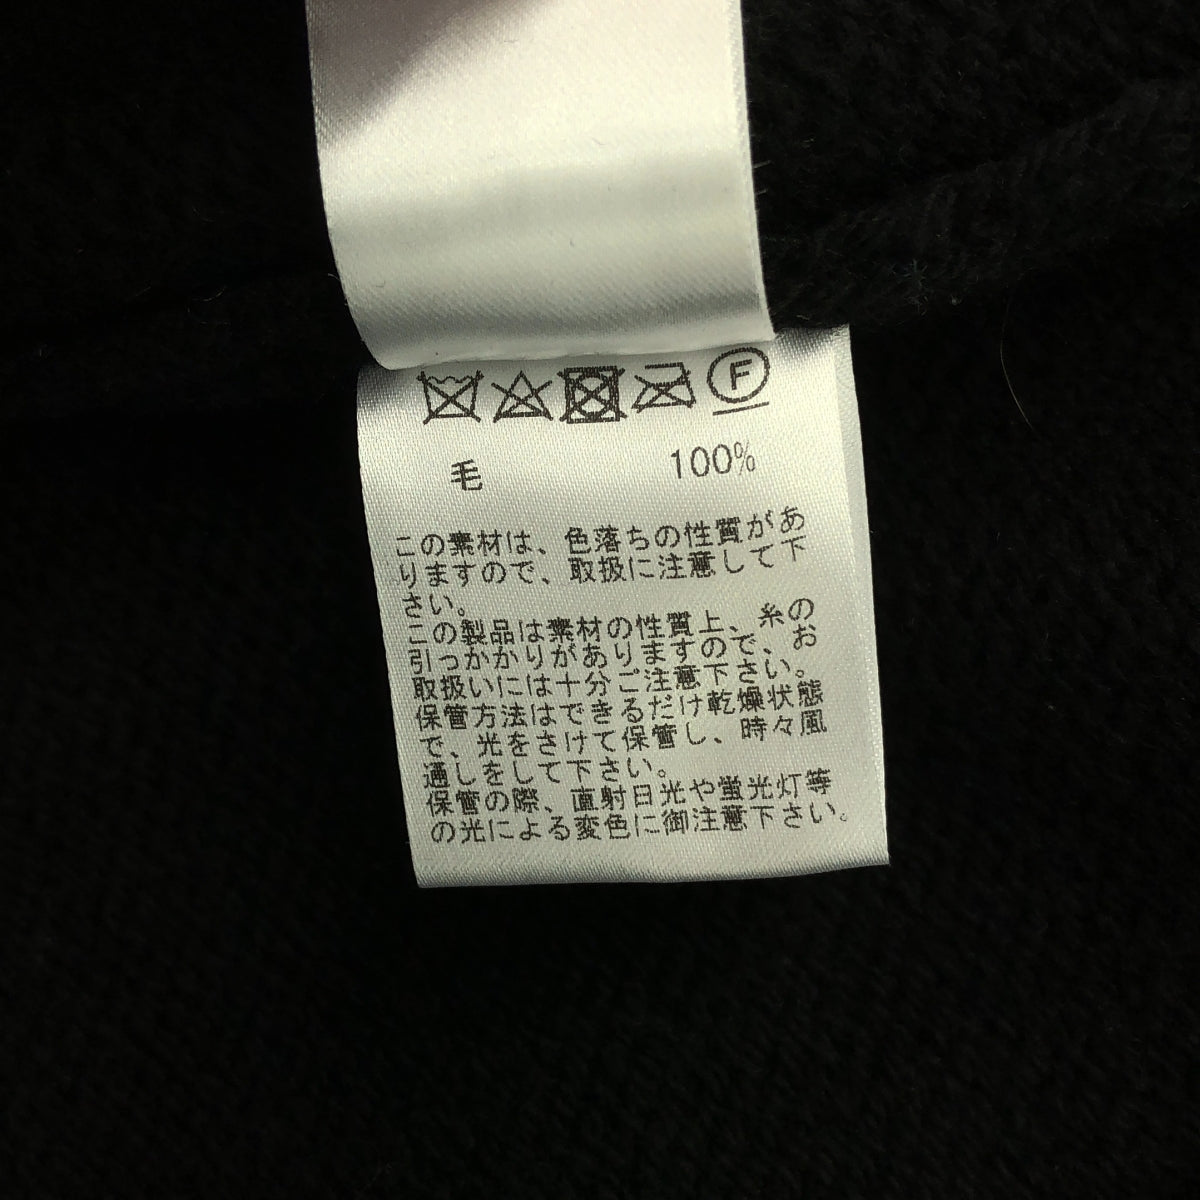 F
毛 100%
この素材は、色落ちの性質があ
りますので、取扱に注意して下
さい。
この製品は素材の性質上、糸の
引っかかりがありますので、お
取扱いには十分ご注意下さい。
保管方法はできるだけ乾燥状態
で、光をさけて保管し、時々風
通しをして下さい。
保管の際、直射日光や蛍光灯等
の光による変色に御注意下さい。